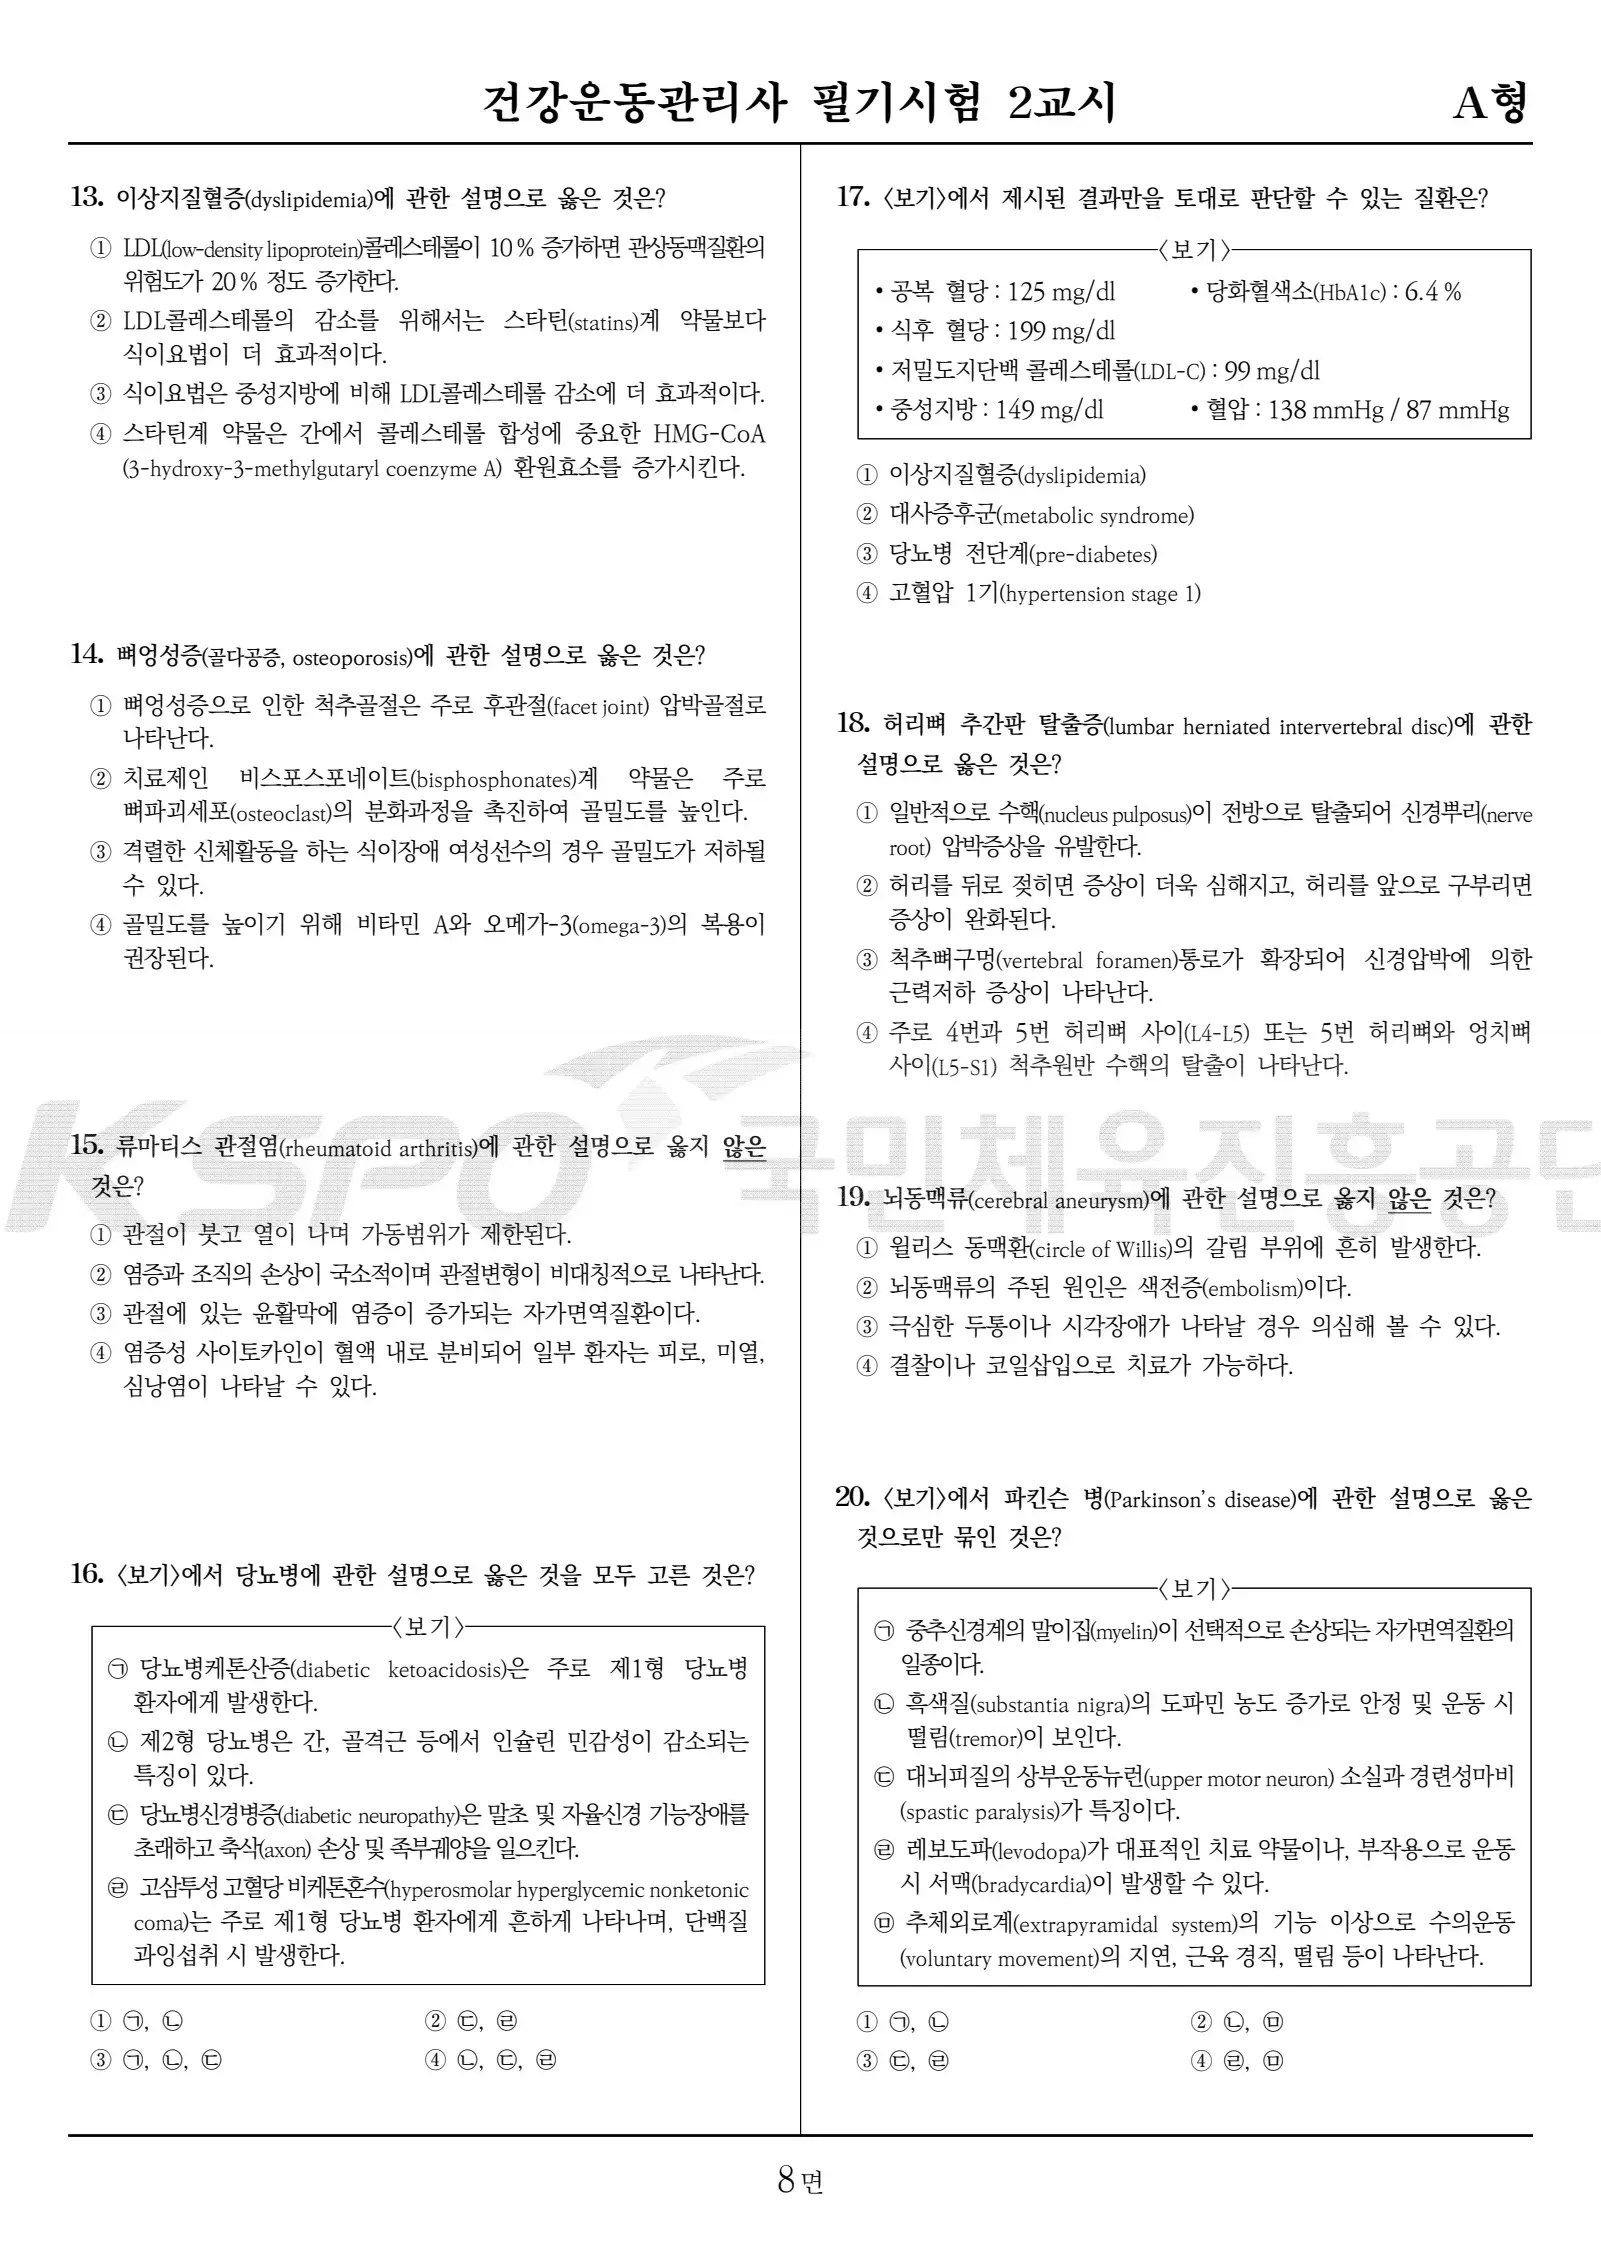 건강운동관리사 필기시험 2교시
A형
13. 이상지질혈증(dyslipidemia)에 관한 설명으로 옳은 것은?
① LDL(low-density lipoprotein)콜레스테롤이 10% 증가하면 관상동맥질환의
위험도가 20% 정도 증가한다.
② LDL콜레스테롤의 감소를 위해서는 스타틴(statins)계 약물보다
식이요법이 더 효과적이다.
③ 식이요법은 중성지방에 비해 LDL콜레스테롤 감소에 더 효과적이다.
④ 스타틴계 약물은 간에서 콜레스테롤 합성에 중요한 HMG-CoA
(3-hydroxy-3-methylgutaryl coenzyme A) 환원효소를 증가시킨다.
14. 뼈엉성증(골다공증, osteoporosis)에 관한 설명으로 옳은 것은?
① 뼈엉성증으로 인한 척추골절은 주로 후관절(facet joint) 압박골절로
나타난다.
② 치료제인 비스포스포네이트(bisphosphonates)계 약물은 주로
뼈파괴세포(osteoclast)의 분화과정을 촉진하여 골밀도를 높인다.
③ 격렬한 신체활동을 하는 식이장애 여성선수의 경우 골밀도가 저하될
수 있다.
④ 골밀도를 높이기 위해 비타민 A와 오메가-3(omega-3)의 복용이
권장된다.
15. 류마티스 관절염(rheumatoid arthritis)에 관한 설명으로 옳지 않은
것은?
① 관절이 붓고 열이 나며 가동범위가 제한된다.
② 염증과 조직의 손상이 국소적이며 관절변형이 비대칭적으로 나타난다.
③ 관절에 있는 윤활막에 염증이 증가되는 자가면역질환이다.
④ 염증성 사이토카인이 혈액 내로 분비되어 일부 환자는 피로, 미열,
심낭염이 나타날 수 있다.
16. 〈보기〉에서 당뇨병에 관한 설명으로 옳은 것을 모두 고른 것은?
〈보기〉
㉠ 당뇨병케톤산증(diabetic ketoacidosis)은 주로 제1형 당뇨병
환자에게 발생한다.
㉡ 제2형 당뇨병은 간, 골격근 등에서 인슐린 민감성이 감소되는
특징이 있다.
㉢ 당뇨병신경병증(diabetic neuropathy)은 말초 및 자율신경 기능장애를
초래하고 축삭(axon) 손상 및 족부궤양을 일으킨다.
㉣ 고삼투성 고혈당 비케톤혼수(hyperosmolar hyperglycemic nonketonic
coma)는 주로 제1형 당뇨병 환자에게 흔하게 나타나며, 단백질
과잉섭취 시 발생한다.
① ㉠, ㉡ ② ㉢, ㉣
③ ㉠, ㉡, ㉢ ④ ㉡, ㉢, ㉣
17. 〈보기〉에서 제시된 결과만을 토대로 판단할 수 있는 질환은?
〈보기〉
• 공복 혈당 : 125 mg/dl • 당화혈색소(HbA1c) : 6.4 %
• 식후 혈당 : 199 mg/dl
• 저밀도지단백 콜레스테롤(LDL-C) : 99 mg/dl
• 중성지방 : 149 mg/dl • 혈압 : 138 mmHg / 87 mmHg
① 이상지질혈증(dyslipidemia)
② 대사증후군(metabolic syndrome)
③ 당뇨병 전단계(pre-diabetes)
④ 고혈압 1기(hypertension stage 1)
18. 허리뼈 추간판 탈출증(lumbar herniated intervertebral disc)에 관한
설명으로 옳은 것은?
① 일반적으로 수핵(nucleus pulposus)이 전방으로 탈출되어 신경뿌리(nerve
root) 압박증상을 유발한다.
② 허리를 뒤로 젖히면 증상이 더욱 심해지고, 허리를 앞으로 구부리면
증상이 완화된다.
③ 척추뼈구멍(vertebral foramen)통로가 확장되어 신경압박에 의한
근력저하 증상이 나타난다.
④ 주로 4번과 5번 허리뼈 사이(L4-L5) 또는 5번 허리뼈와 엉치뼈
사이(L5-S1) 척추원반 수핵의 탈출이 나타난다.
19. 뇌동맥류(cerebral aneurysm)에 관한 설명으로 옳지 않은 것은?
① 윌리스 동맥환(circle of Willis)의 갈림 부위에 흔히 발생한다.
② 뇌동맥류의 주된 원인은 색전증(embolism)이다.
③ 극심한 두통이나 시각장애가 나타날 경우 의심해 볼 수 있다.
④ 결찰이나 코일삽입으로 치료가 가능하다.
20. 〈보기〉에서 파킨슨 병(Parkinson's disease)에 관한 설명으로 옳은
것으로만 묶인 것은?
〈보기〉
㉠ 중추신경계의 말이집(myelin)이 선택적으로 손상되는 자가면역질환의
일종이다.
㉡ 흑색질(substantia nigra)의 도파민 농도 증가로 안정 및 운동 시
떨림(tremor)이 보인다.
㉢ 대뇌피질의 상부운동뉴런(upper motor neuron) 소실과 경련성마비
(spastic paralysis)가 특징이다.
㉣ 레보도파(levodopa)가 대표적인 치료 약물이나, 부작용으로 운동
시 서맥(bradycardia)이 발생할 수 있다.
㉤ 추체외로계(extrapyramidal system)의 기능 이상으로 수의운동
(voluntary movement)의 지연, 근육 경직, 떨림 등이 나타난다.
① ㉠, ㉡ ② ㉡, ㉤
③ ㉢, ㉣ ④ ㉣, ㉤
KSPO 국민체육진흥공단
8면